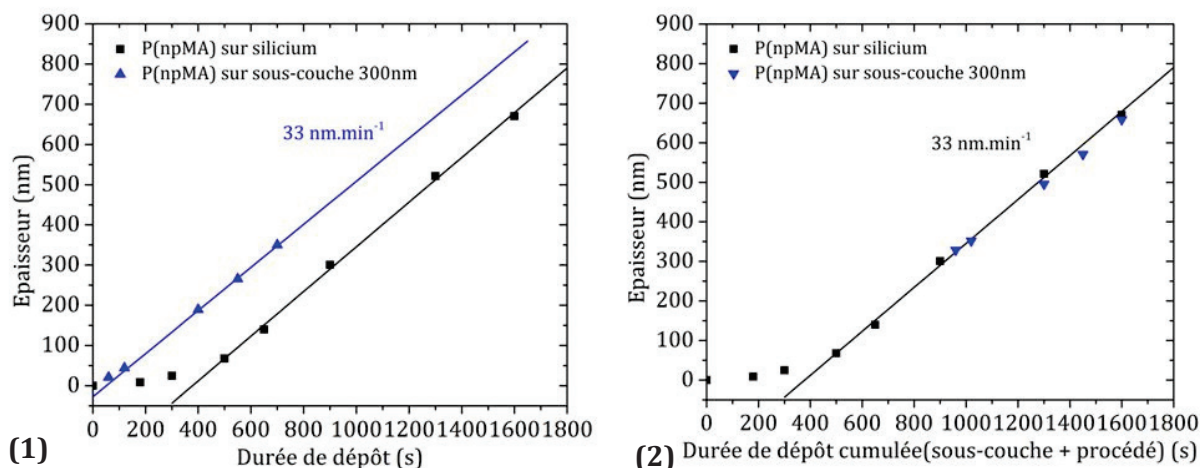 900
800
700
600
500
400
300
200
100
0
Epaisseur (nm)
P(npMA) sur silicium
P(npMA) sur sous-couche 300nm
33 nm.min⁻¹
0 200 400 600 800 1000 1200 1400 1600 1800
Durée de dépôt (s)
(1)
900
800
700
600
500
400
300
200
100
0
Epaisseur (nm)
P(npMA) sur silicium
P(npMA) sur sous-couche 300nm
33 nm.min⁻¹
0 200 400 600 800 1000 1200 1400 1600 1800
(2) Durée de dépôt cumulée(sous-couche + procédé) (s)